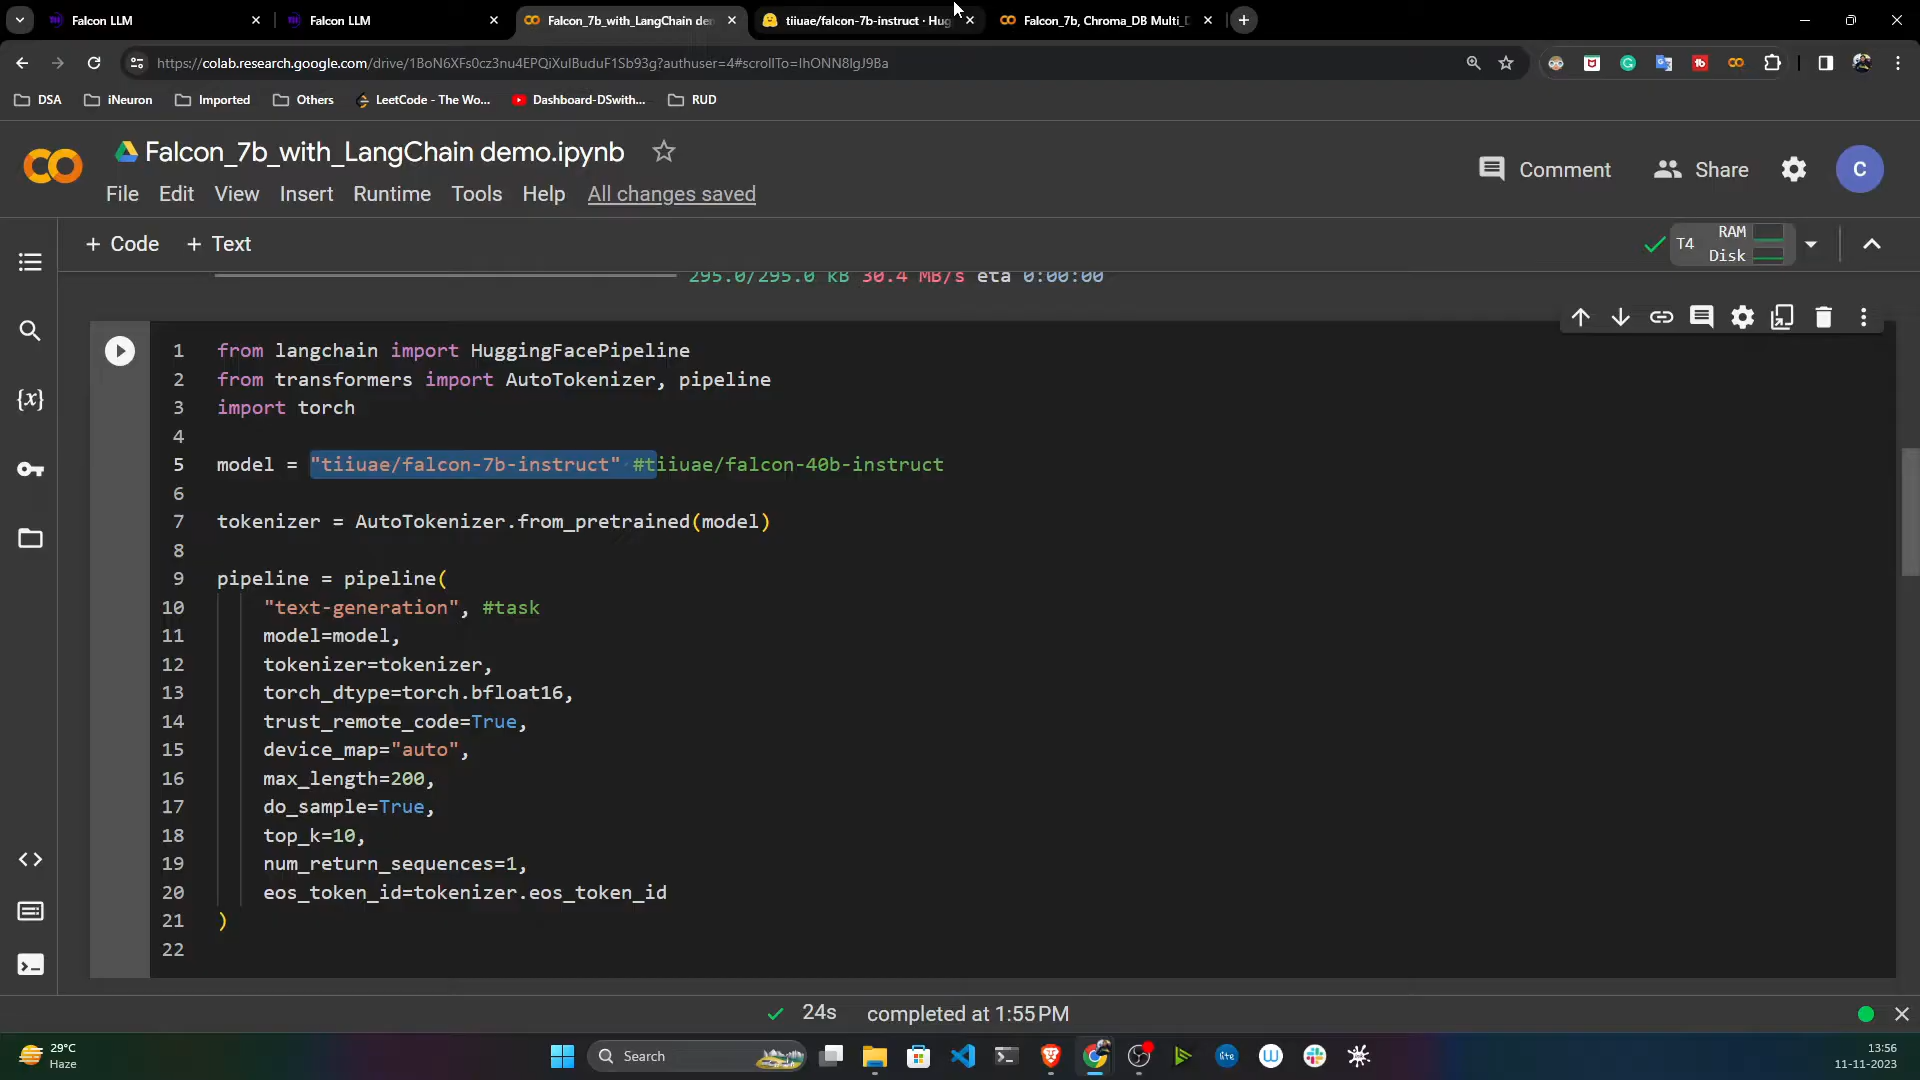 Falcon LLM
Falcon LLM
Falcon_7b_with_LangChain der
tiiuae/falcon-7b-instruct · Hug
Falcon_7b, Chroma_DB Multi_D
https://colab.research.google.com/drive/1BoN6XFs0cz3nu4EPQiXulBuduF1Sb93g?authuser=4#scrollTo=IhONN8lgJ9Ba
DSA
iNeuron
Imported
Others
LeetCode - The Wo...
Dashboard-DSwith...
RUD
Falcon_7b_with_LangChain demo.ipynb
Comment
Share
C
File Edit View Insert Runtime Tools Help All changes saved
+ Code + Text
T4
RAM
Disk
295.0/295.0 kB 30.4 MB/s eta 0:00:00
1 from langchain import HuggingFacePipeline
2 from transformers import AutoTokenizer, pipeline
3 import torch
4
5 model = "tiiuae/falcon-7b-instruct" #tiiuae/falcon-40b-instruct
6
7 tokenizer = AutoTokenizer.from_pretrained(model)
8
9 pipeline = pipeline(
10 "text-generation", #task
11 model=model,
12 tokenizer=tokenizer,
13 torch_dtype=torch.bfloat16,
14 trust_remote_code=True,
15 device_map="auto",
16 max_length=200,
17 do_sample=True,
18 top_k=10,
19 num_return_sequences=1,
20 eos_token_id=tokenizer.eos_token_id
21 )
22
24s completed at 1:55 PM
29°C
Haze
Search
13:56
11-11-2023